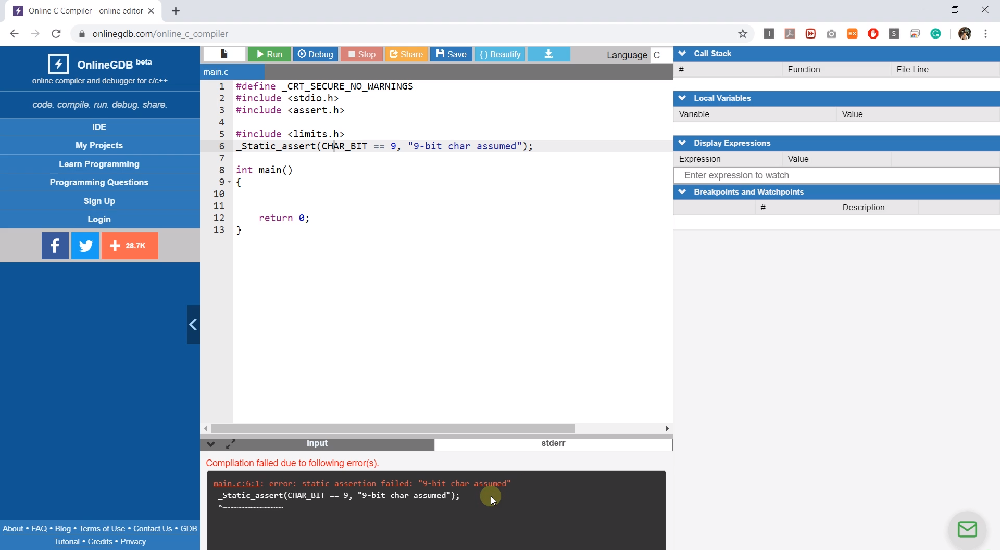 Online C Compiler - online editor
onlinegdb.com/online_c_compiler
OnlineGDB beta
online compiler and debugger for c/c++
code. compile. run. debug. share.
IDE
My Projects
Learn Programming
Programming Questions
Sign Up
Login
28.7K
About • FAQ • Blog • Terms of Use • Contact Us • GDB
Tutorial • Credits • Privacy
Run Debug Stop Share Save {} Beautify Language C
main.c
1 #define _CRT_SECURE_NO_WARNINGS
2 #include <stdio.h>
3 #include <assert.h>
4
5 #include <limits.h>
6 _Static_assert(CHAR_BIT == 9, "9-bit char assumed");
7
8 int main()
9 {
10
11
12 return 0;
13 }
input stderr
Compilation failed due to following error(s).
main.c:6:1: error: static assertion failed: "9-bit char assumed"
_Static_assert(CHAR_BIT == 9, "9-bit char assumed");
^~~~~~~~~~~~~~
Call Stack
# Function File:Line
Local Variables
Variable Value
Display Expressions
Expression Value
Enter expression to watch
Breakpoints and Watchpoints
# Description